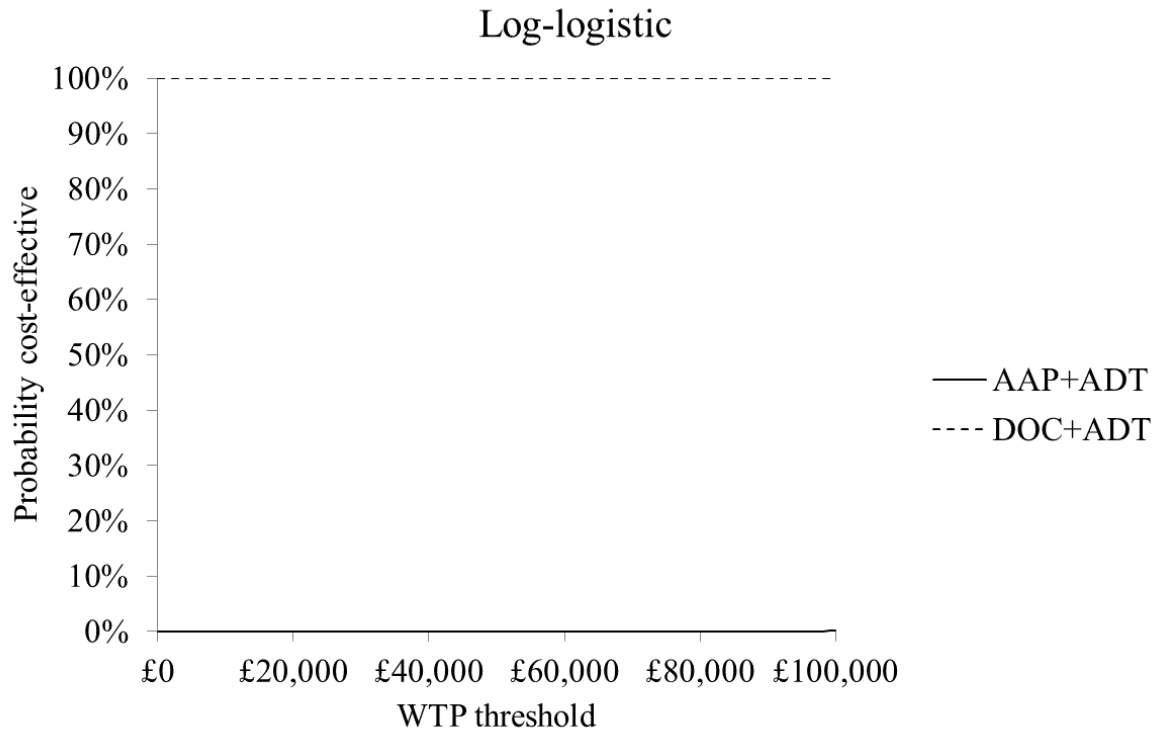 Log-logistic
100%
90%
80%
70%
60%
50%
40%
30%
20%
10%
0%
Probability cost-effective
£0 £20,000 £40,000 £60,000 £80,000 £100,000
WTP threshold
AAP+ADT
DOC+ADT